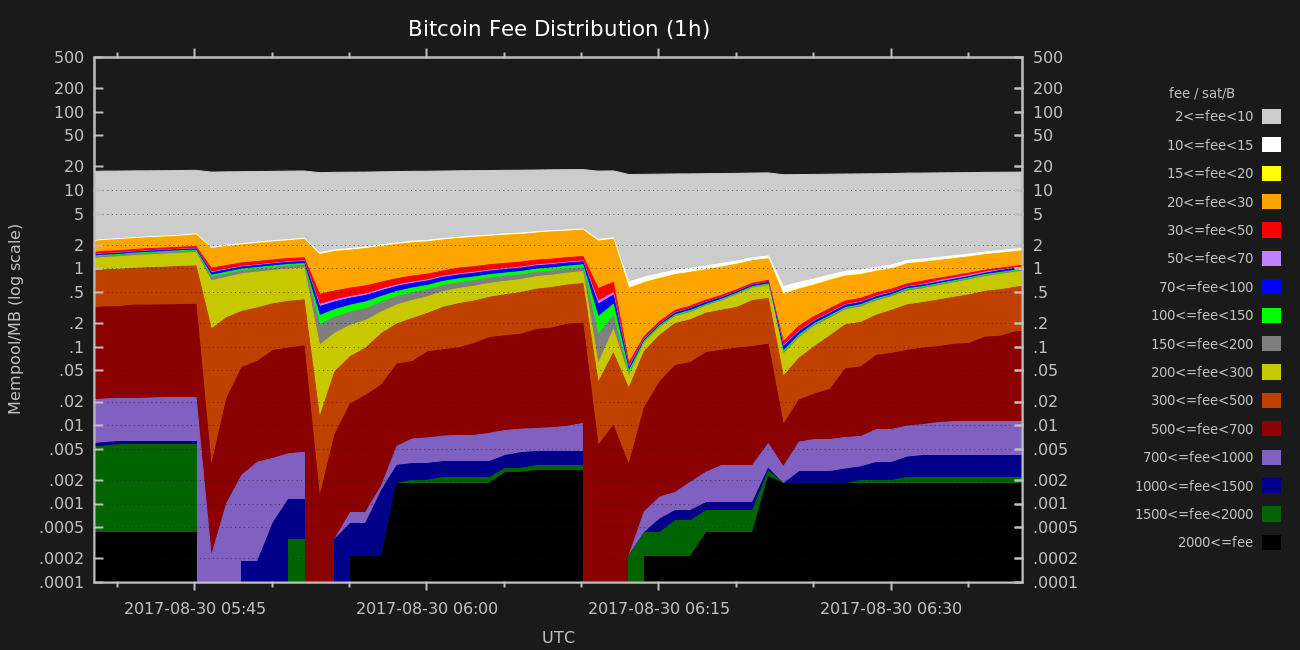 Bitcoin Fee Distribution (1h)
500
200
100
50
20
10
5
2
1
.5
.2
.1
.05
.02
.01
.005
.002
.001
.0005
.0002
.0001
Mempool/MB (log scale)
500
200
100
50
20
10
5
2
1
.5
.2
.1
.05
.02
.01
.005
.002
.001
.0005
.0002
.0001
2017-08-30 05:45
2017-08-30 06:00
2017-08-30 06:15
2017-08-30 06:30
UTC
fee / sat/B
2<=fee<10
10<=fee<15
15<=fee<20
20<=fee<30
30<=fee<50
50<=fee<70
70<=fee<100
100<=fee<150
150<=fee<200
200<=fee<300
300<=fee<500
500<=fee<700
700<=fee<1000
1000<=fee<1500
1500<=fee<2000
2000<=fee